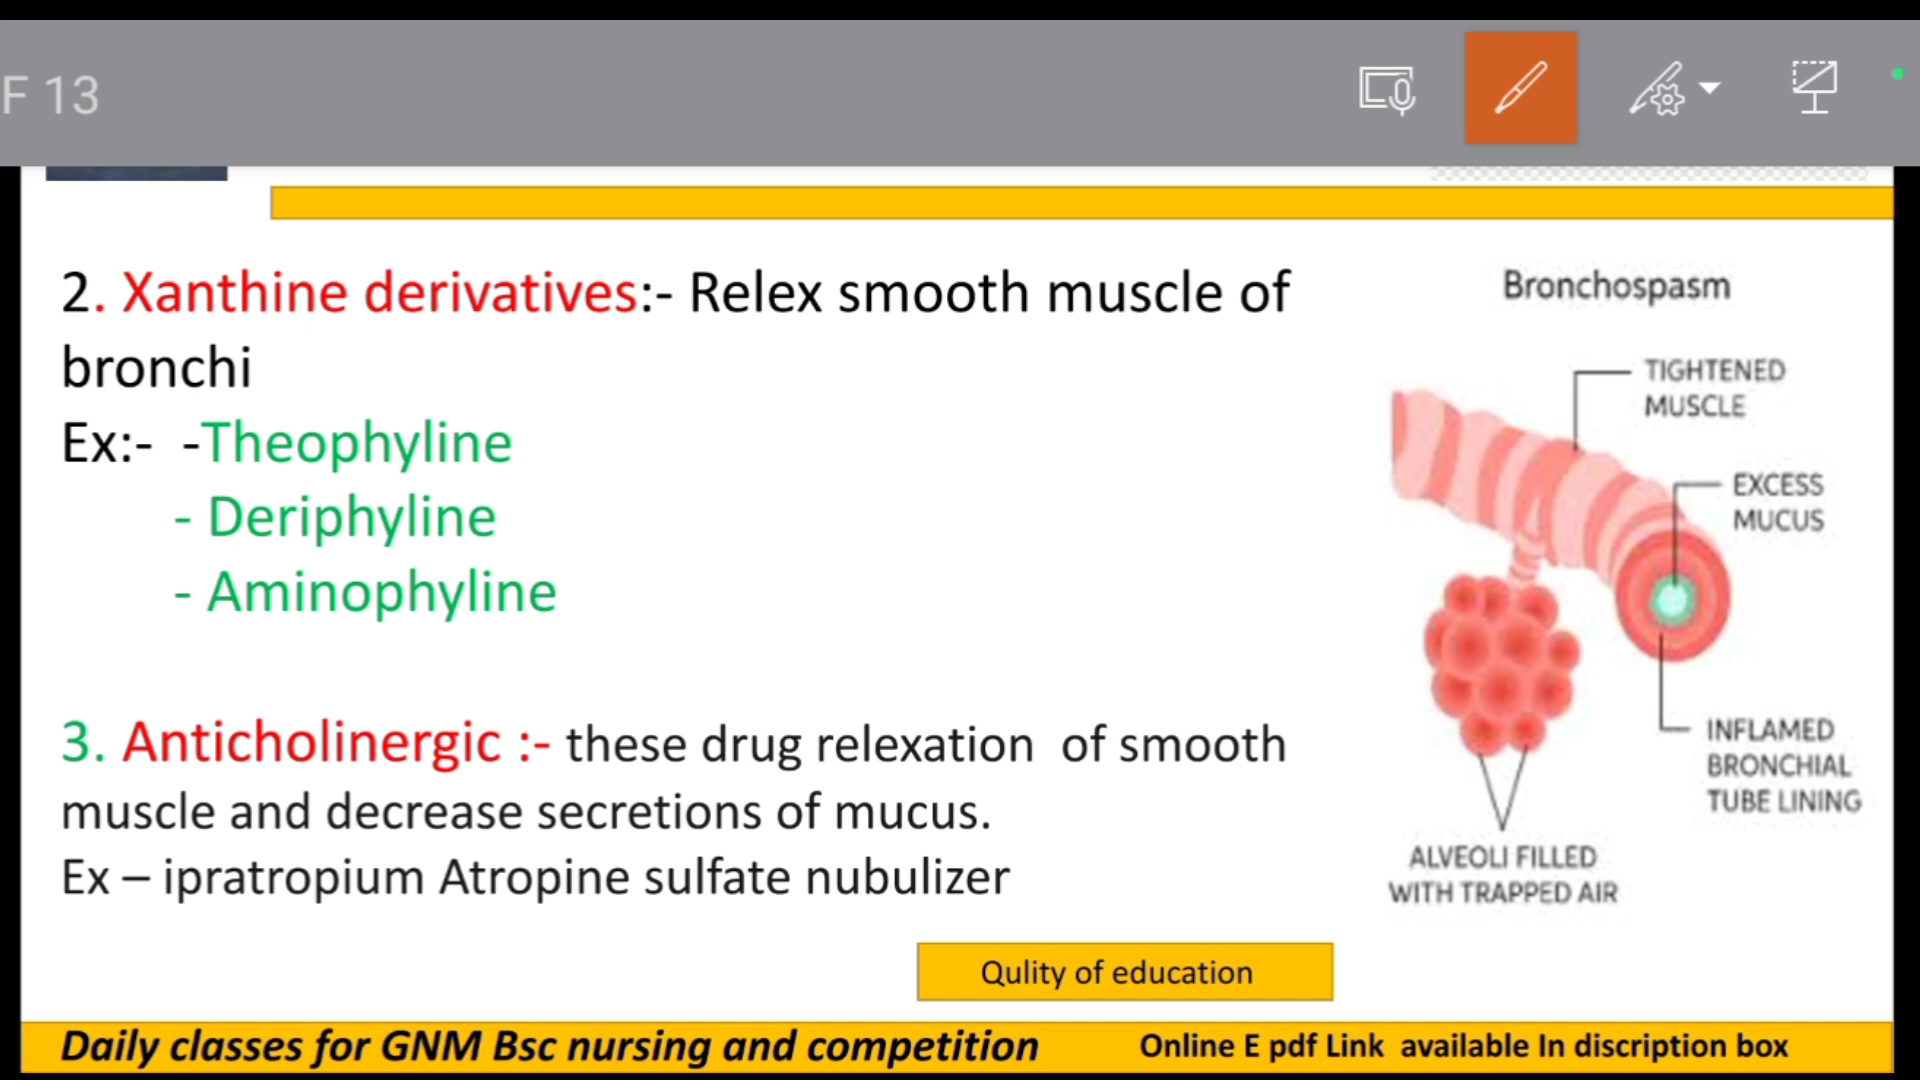 F 13
2. Xanthine derivatives:- Relex smooth muscle of
bronchi
Ex:-  -Theophyline
- Deriphyline
- Aminophyline
3. Anticholinergic :- these drug relexation  of smooth
muscle and decrease secretions of mucus.
Ex – ipratropium Atropine sulfate nubulizer
Bronchospasm
TIGHTENED
MUSCLE
EXCESS
MUCUS
INFLAMED
BRONCHIAL
TUBE LINING
ALVEOLI FILLED
WITH TRAPPED AIR
Qulity of education
Daily classes for GNM Bsc nursing and competition
Online E pdf Link  available In discription box